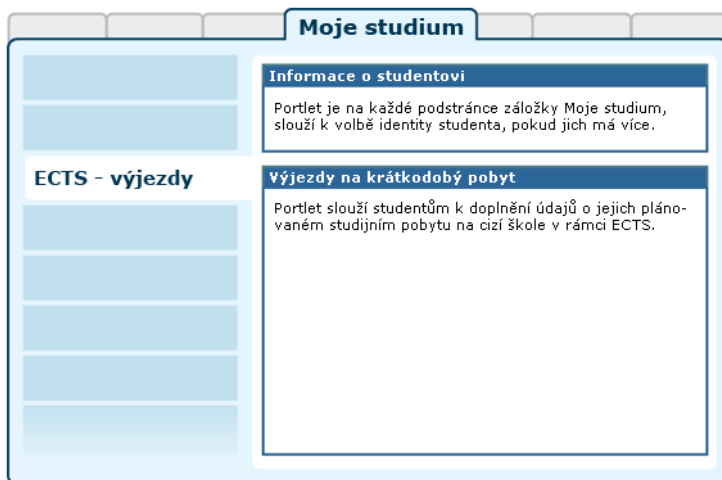 Moje studium
Informace o studentovi
Portlet je na každé podstránce záložky Moje studium,
slouží k volbě identity studenta, pokud jich má více.
ECTS - výjezdy
Výjezdy na krátkodobý pobyt
Portlet slouží studentům k doplnění údajů o jejich pláno-
vaném studijním pobytu na cizí škole v rámci ECTS.